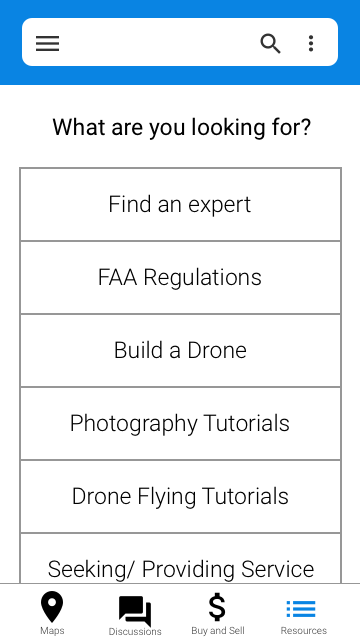 What are you looking for?
Find an expert
FAA Regulations
Build a Drone
Photography Tutorials
Drone Flying Tutorials
Seeking/ Providing Service
Maps
Discussions
Buy and Sell
Resources